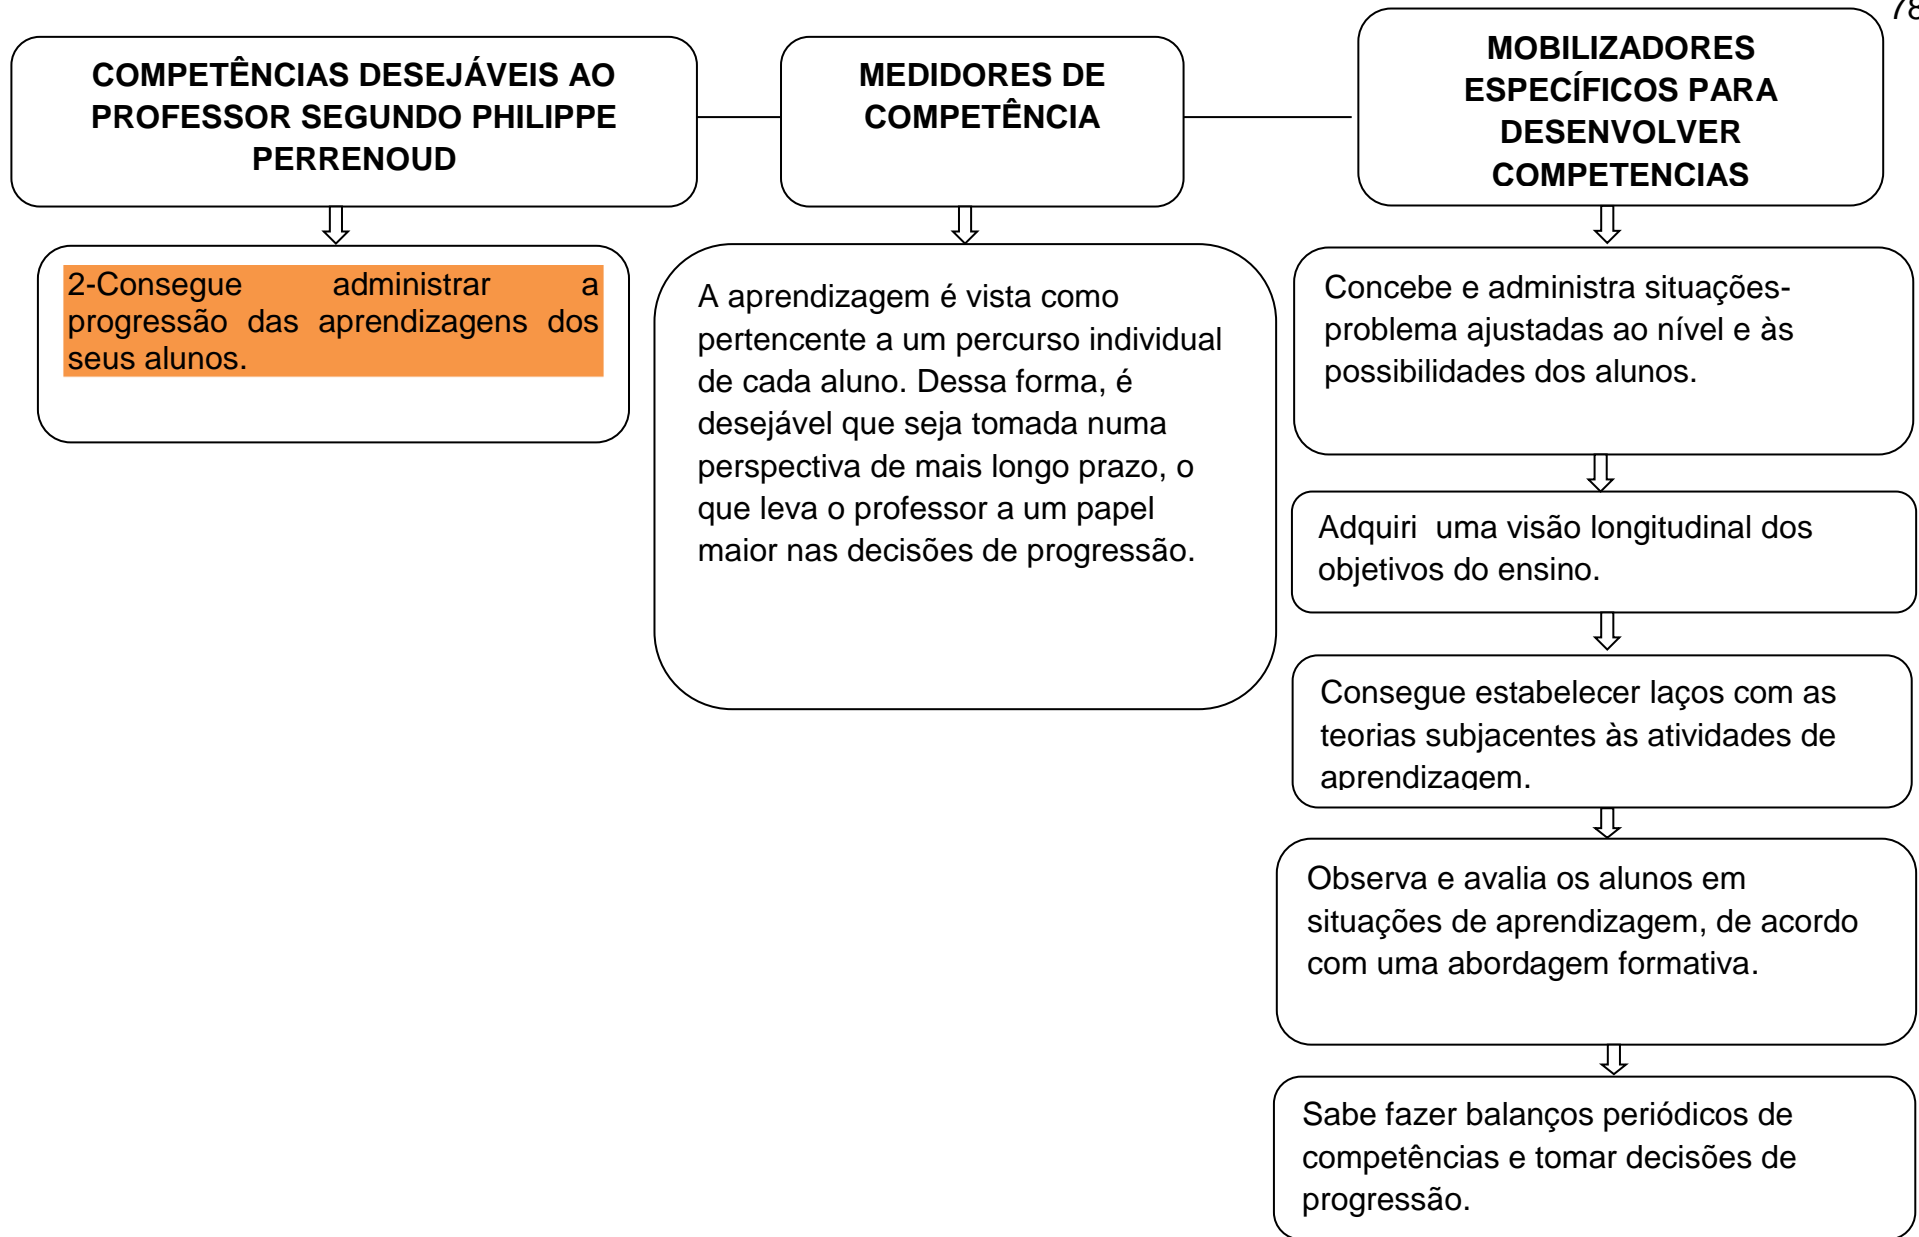 78
COMPETÊNCIAS DESEJÁVEIS AO
PROFESSOR SEGUNDO PHILIPPE
PERRENOUD
MEDIDORES DE
COMPETÊNCIA
MOBILIZADORES
ESPECÍFICOS PARA
DESENVOLVER
COMPETENCIAS
2-Consegue administrar a
progressão das aprendizagens dos
seus alunos.
A aprendizagem é vista como
pertencente a um percurso individual
de cada aluno. Dessa forma, é
desejável que seja tomada numa
perspectiva de mais longo prazo, o
que leva o professor a um papel
maior nas decisões de progressão.
Concebe e administra situações-
problema ajustadas ao nível e às
possibilidades dos alunos.
Adquiri  uma visão longitudinal dos
objetivos do ensino.
Consegue estabelecer laços com as
teorias subjacentes às atividades de
aprendizagem.
Observa e avalia os alunos em
situações de aprendizagem, de acordo
com uma abordagem formativa.
Sabe fazer balanços periódicos de
competências e tomar decisões de
progressão.